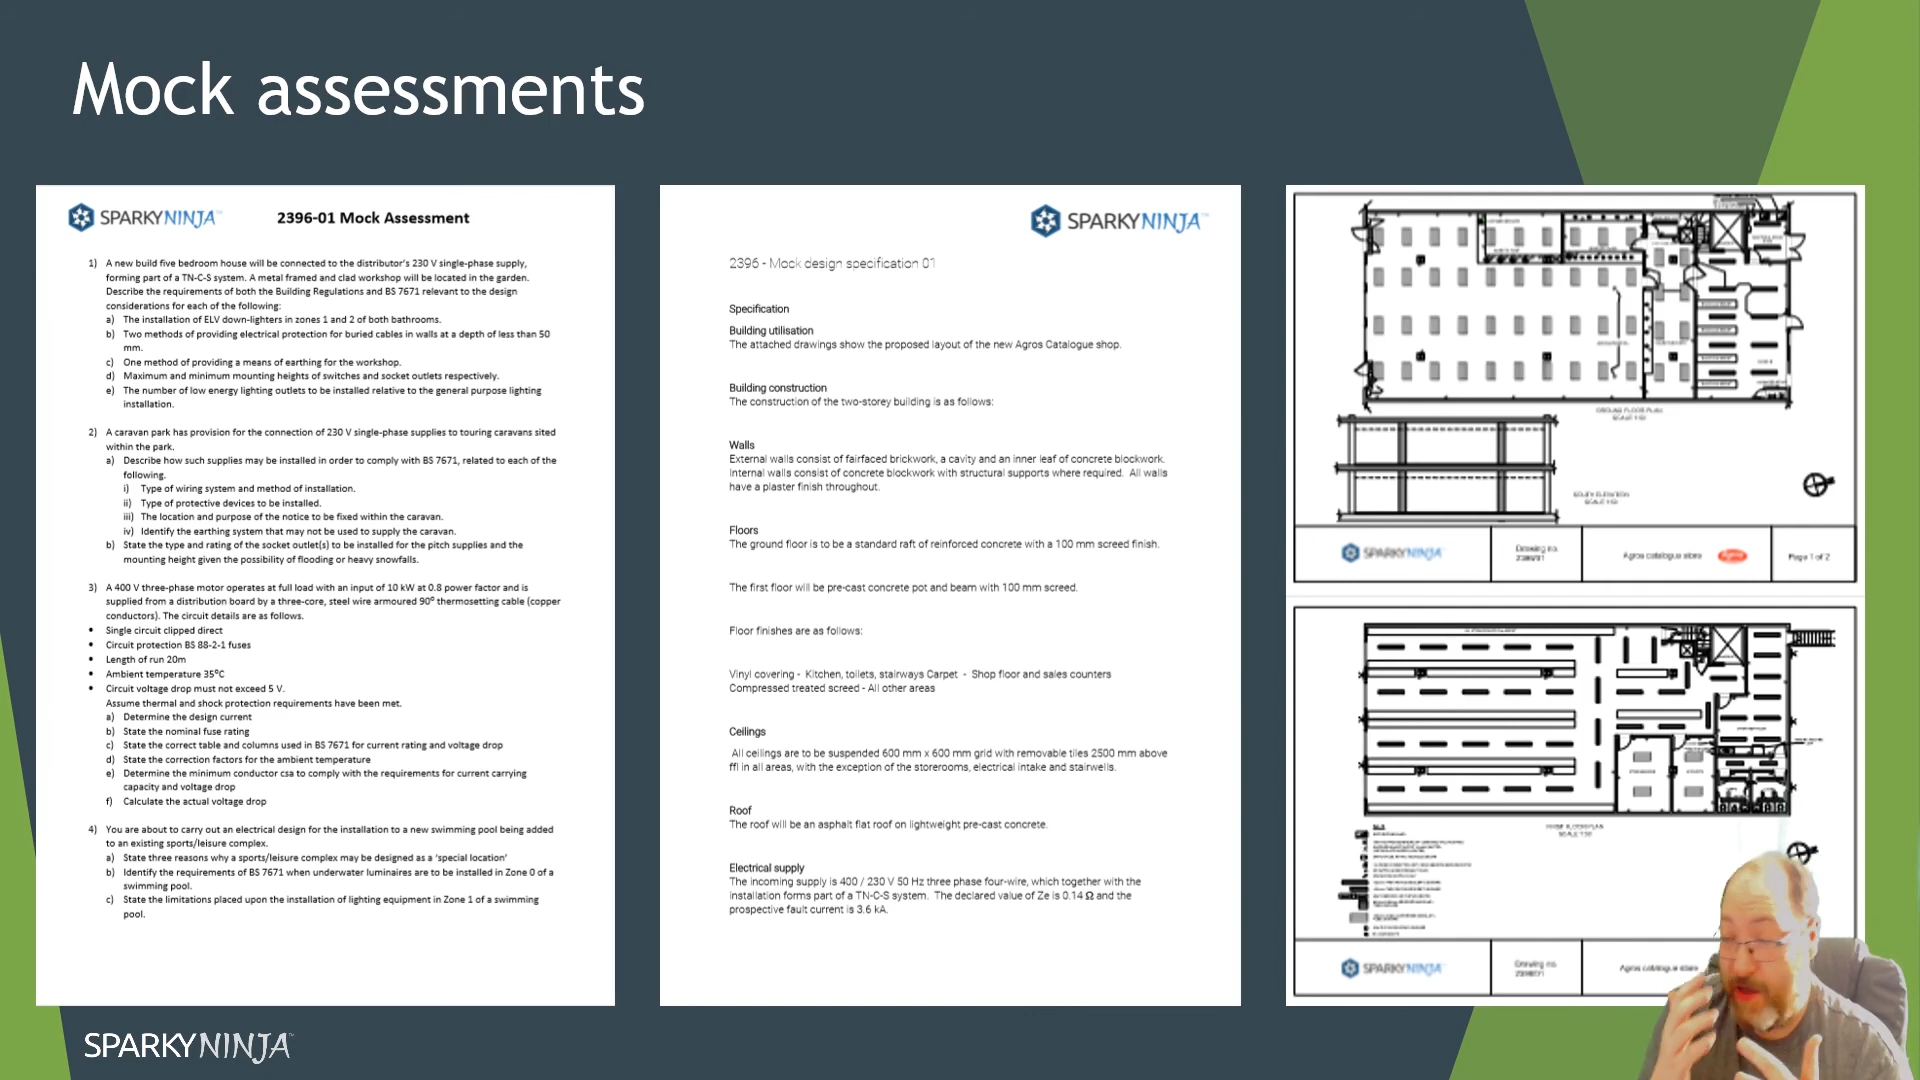 Mock assessments
SPARKYNINJA™
2396-01 Mock Assessment
1) A new build five bedroom house will be connected to the distributor's 230 V single-phase supply,
forming part of a TN-C-S system. A metal framed and clad workshop will be located in the garden.
Describe the requirements of both the Building Regulations and BS 7671 relevant to the design
considerations for each of the following:
a) The installation of ELV down-lighters in zones 1 and 2 of both bathrooms.
b) Two methods of providing electrical protection for buried cables in walls at a depth of less than 50
mm.
c) One method of providing a means of earthing for the workshop.
d) Maximum and minimum mounting heights of switches and socket outlets respectively.
e) The number of low energy lighting outlets to be installed relative to the general purpose lighting
installation.
2) A caravan park has provision for the connection of 230 V single-phase supplies to touring caravans sited
within the park.
a) Describe how such supplies may be installed in order to comply with BS 7671, related to each of the
following.
i) Type of wiring system and method of installation.
ii) Type of protective devices to be installed.
iii) The location and purpose of the notice to be fixed within the caravan.
iv) Identify the earthing system that may not be used to supply the caravan.
b) State the type and rating of the socket outlet(s) to be installed for the pitch supplies and the
mounting height given the possibility of flooding or heavy snowfalls.
3) A 400 V three-phase motor operates at full load with an input of 10 kW at 0.8 power factor and is
supplied from a distribution board by a three-core, steel wire armoured 90⁰ thermosetting cable (copper
conductors). The circuit details are as follows.
• Single circuit clipped direct
• Circuit protection BS 88-2-1 fuses
• Length of run 20m
• Ambient temperature 35⁰C
• Circuit voltage drop must not exceed 5 V.
Assume thermal and shock protection requirements have been met.
a) Determine the design current
b) State the nominal fuse rating
c) State the correct table and columns used in BS 7671 for current rating and voltage drop
d) State the correction factors for the ambient temperature
e) Determine the minimum conductor csa to comply with the requirements for current carrying
capacity and voltage drop
f) Calculate the actual voltage drop
4) You are about to carry out an electrical design for the installation to a new swimming pool being added
to an existing sports/leisure complex.
a) State three reasons why a sports/leisure complex may be designed as a 'special location'
b) Identify the requirements of BS 7671 when underwater luminaires are to be installed in Zone 0 of a
swimming pool.
c) State the limitations placed upon the installation of lighting equipment in Zone 1 of a swimming
pool.
SPARKYNINJA™
2396 - Mock design specification 01
Specification
Building utilisation
The attached drawings show the proposed layout of the new Agros Catalogue shop.
Building construction
The construction of the two-storey building is as follows:
Walls
External walls consist of fairfaced brickwork, a cavity and an inner leaf of concrete blockwork.
Internal walls consist of concrete blockwork with structural supports where required. All walls
have a plaster finish throughout.
Floors
The ground floor is to be a standard raft of reinforced concrete with a 100 mm screed finish.
The first floor will be pre-cast concrete pot and beam with 100 mm screed.
Floor finishes are as follows:
Vinyl covering - Kitchen, toilets, stairways Carpet - Shop floor and sales counters
Compressed treated screed - All other areas
Ceilings
All ceilings are to be suspended 600 mm x 600 mm grid with removable tiles 2500 mm above
ffl in all areas, with the exception of the storerooms, electrical intake and stairwells.
Roof
The roof will be an asphalt flat roof on lightweight pre-cast concrete.
Electrical supply
The incoming supply is 400 / 230 V 50 Hz three phase four-wire, which together with the
installation forms part of a TN-C-S system. The declared value of Ze is 0.14 Ω and the
prospective fault current is 3.6 kA.
GROUND FLOOR PLAN
SOUTH ELEVATION
SPARKYNINJA
Drawing no.
Agros catalogue store
Page 1 of 2
FIRST FLOOR PLAN
SPARKYNINJA
Drawing no.
Agros catalogue store
SPARKYNINJA™